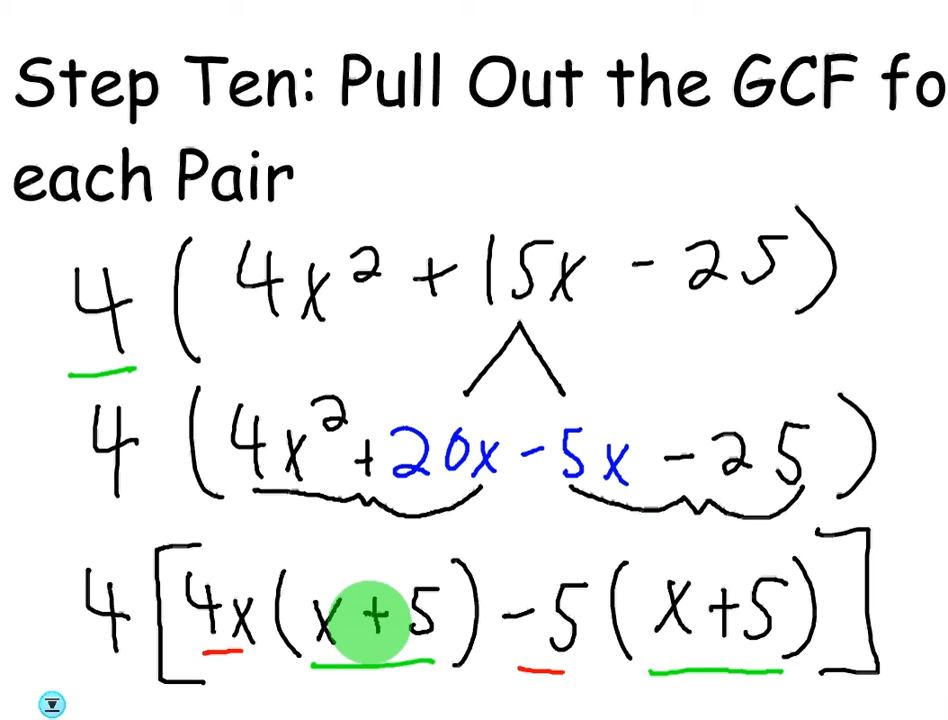 Step Ten: Pull Out the GCF fo
each Pair
4 ( 4x² + 15x - 25 )
4 ( 4x² + 20x - 5x - 25 )
4 [ 4x ( x + 5 ) - 5 ( x + 5 ) ]